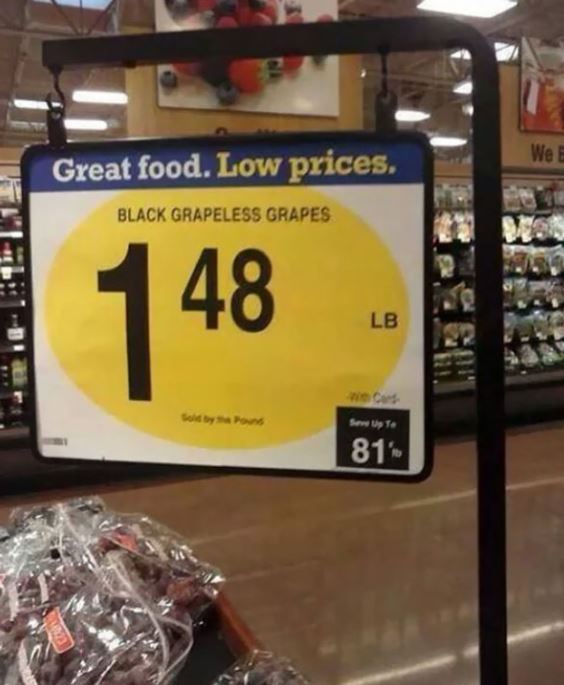 Great food. Low prices.
BLACK GRAPELESS GRAPES
1 48
LB
Sold by the Pound
-With Card-
Save Up To
81¢ lb
We